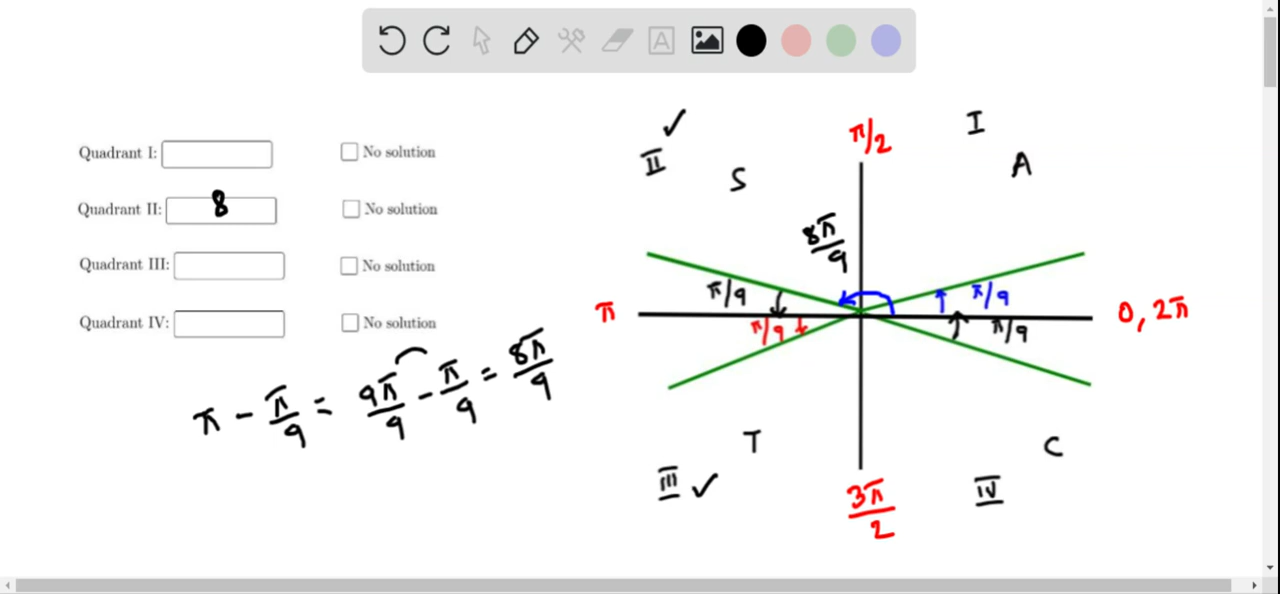 A
Quadrant I:
No solution
Quadrant II: 8
No solution
Quadrant III:
No solution
Quadrant IV:
No solution
π - π/9 = 9π/9 - π/9 = 8π/9
✓
II
S
π/2
I
A
8π/9
π/9
π/9
π
0, 2π
π/9
π/9
T
C
III ✓
3π/2
IV